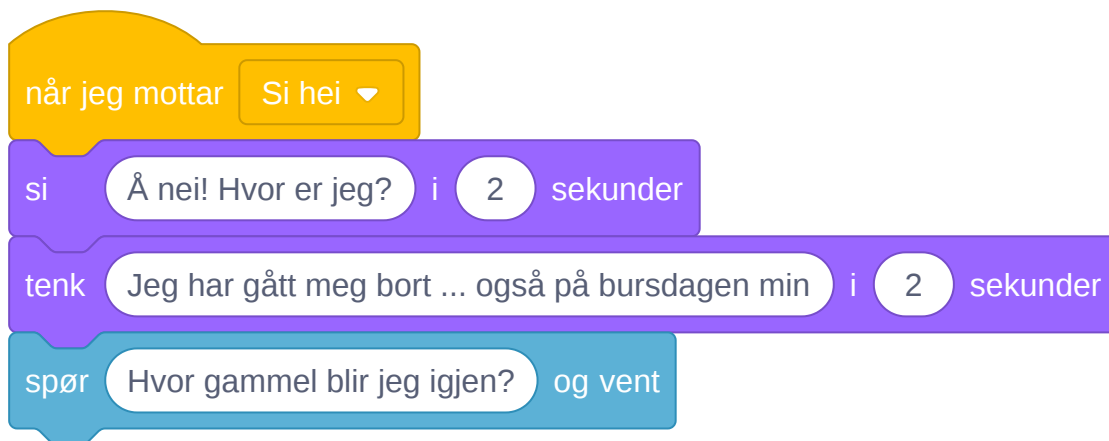 når jeg mottar Si hei
si Å nei! Hvor er jeg? i 2 sekunder
tenk Jeg har gått meg bort ... også på bursdagen min i 2 sekunder
spør Hvor gammel blir jeg igjen? og vent